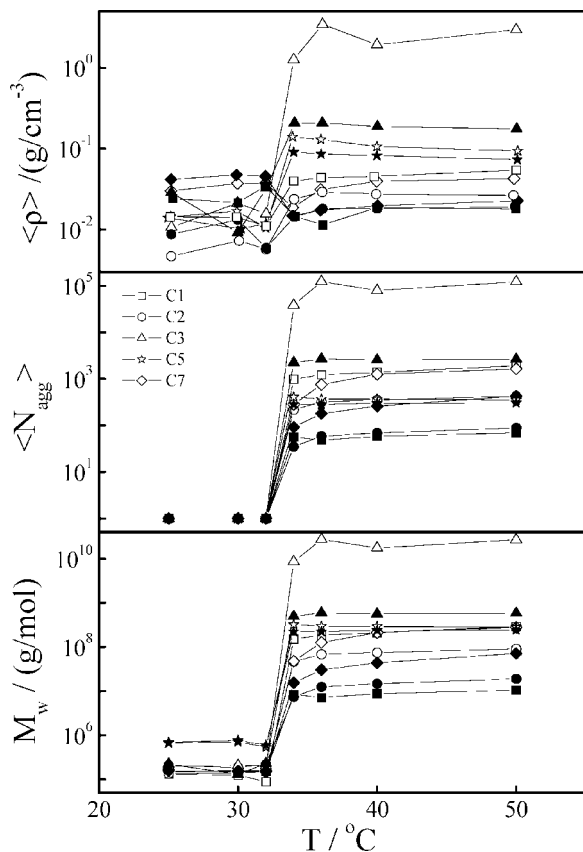 <ρ> /(g/cm⁻³)
10⁰
10⁻¹
10⁻²
<N_agg>
10⁵
10³
10¹
C1
C2
C3
C5
C7
M_w / (g/mol)
10¹⁰
10⁸
10⁶
20 30 40 50
T / °C